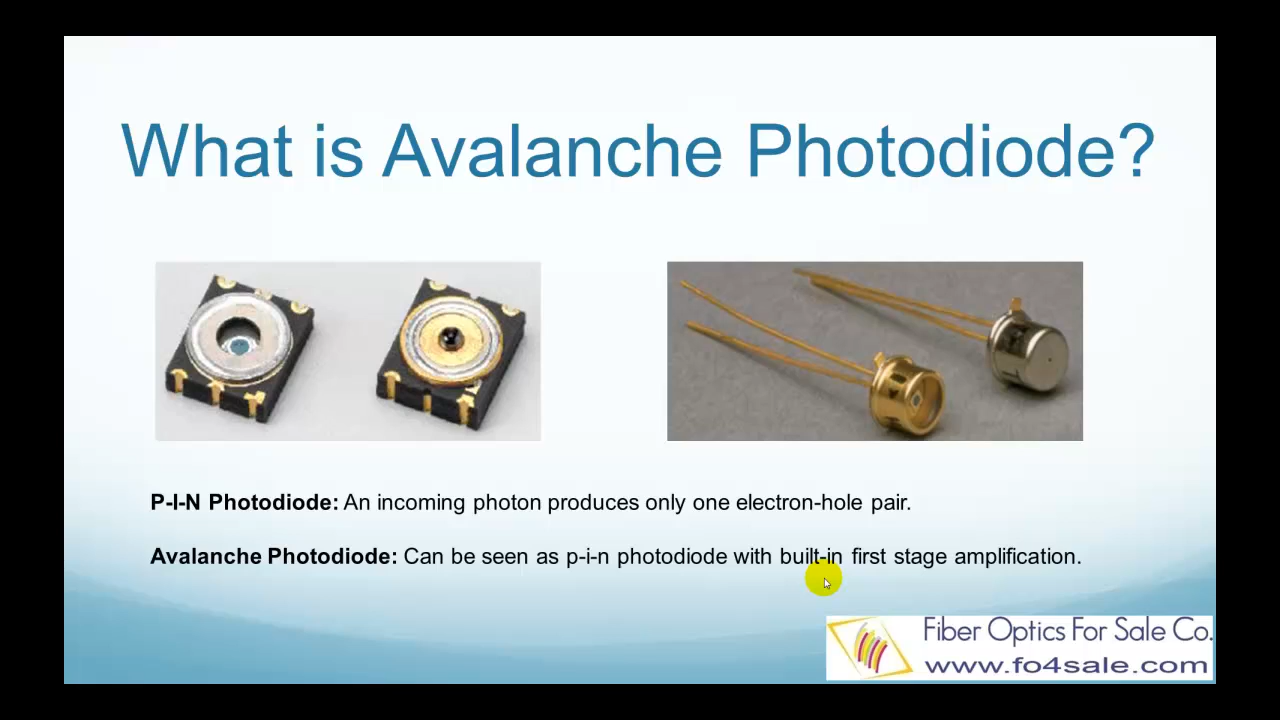 What is Avalanche Photodiode?
P-I-N Photodiode: An incoming photon produces only one electron-hole pair.
Avalanche Photodiode: Can be seen as p-i-n photodiode with built-in first stage amplification.
Fiber Optics For Sale Co.
www.fo4sale.com